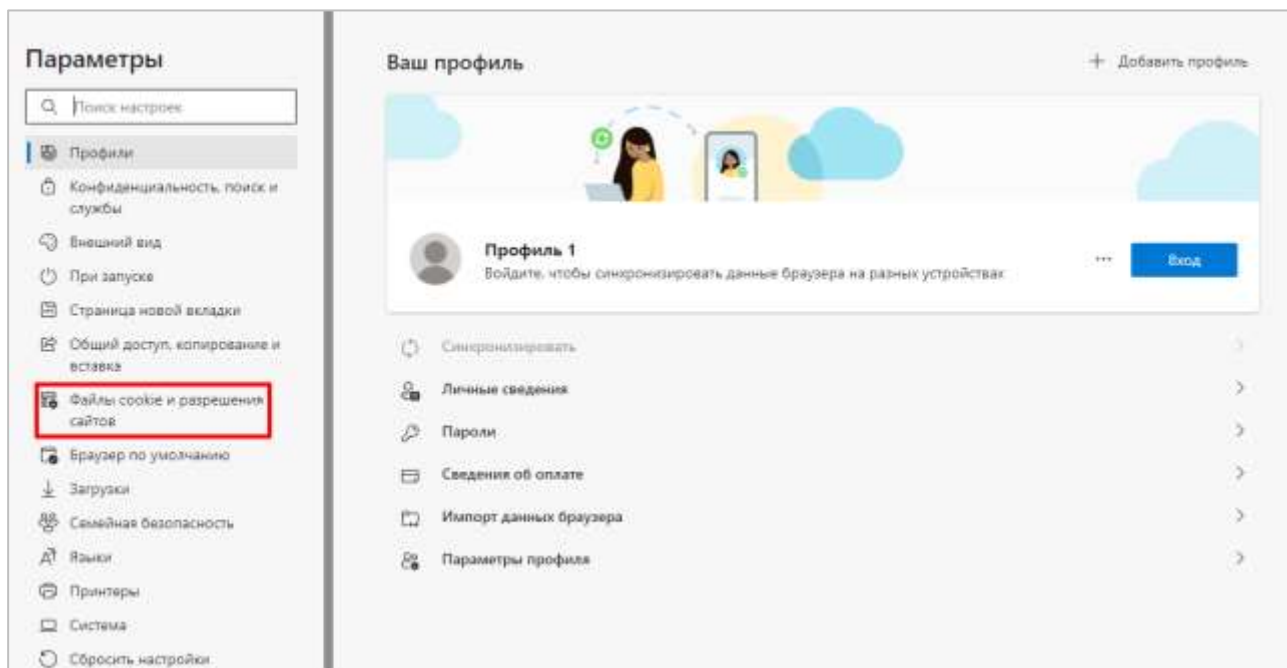 Параметры
Поиск настроек
Профили
Конфиденциальность, поиск и
службы
Внешний вид
При запуске
Страница новой вкладки
Общий доступ, копирование и
вставка
Файлы cookie и разрешения
сайтов
Браузер по умолчанию
Загрузки
Семейная безопасность
Языки
Принтеры
Система
Сбросить настройки
Ваш профиль
Добавить профиль
Профиль 1
Войдите, чтобы синхронизировать данные браузера на разных устройствах
Вход
Синхронизировать
Личные сведения
Пароли
Сведения об оплате
Импорт данных браузера
Параметры профиля